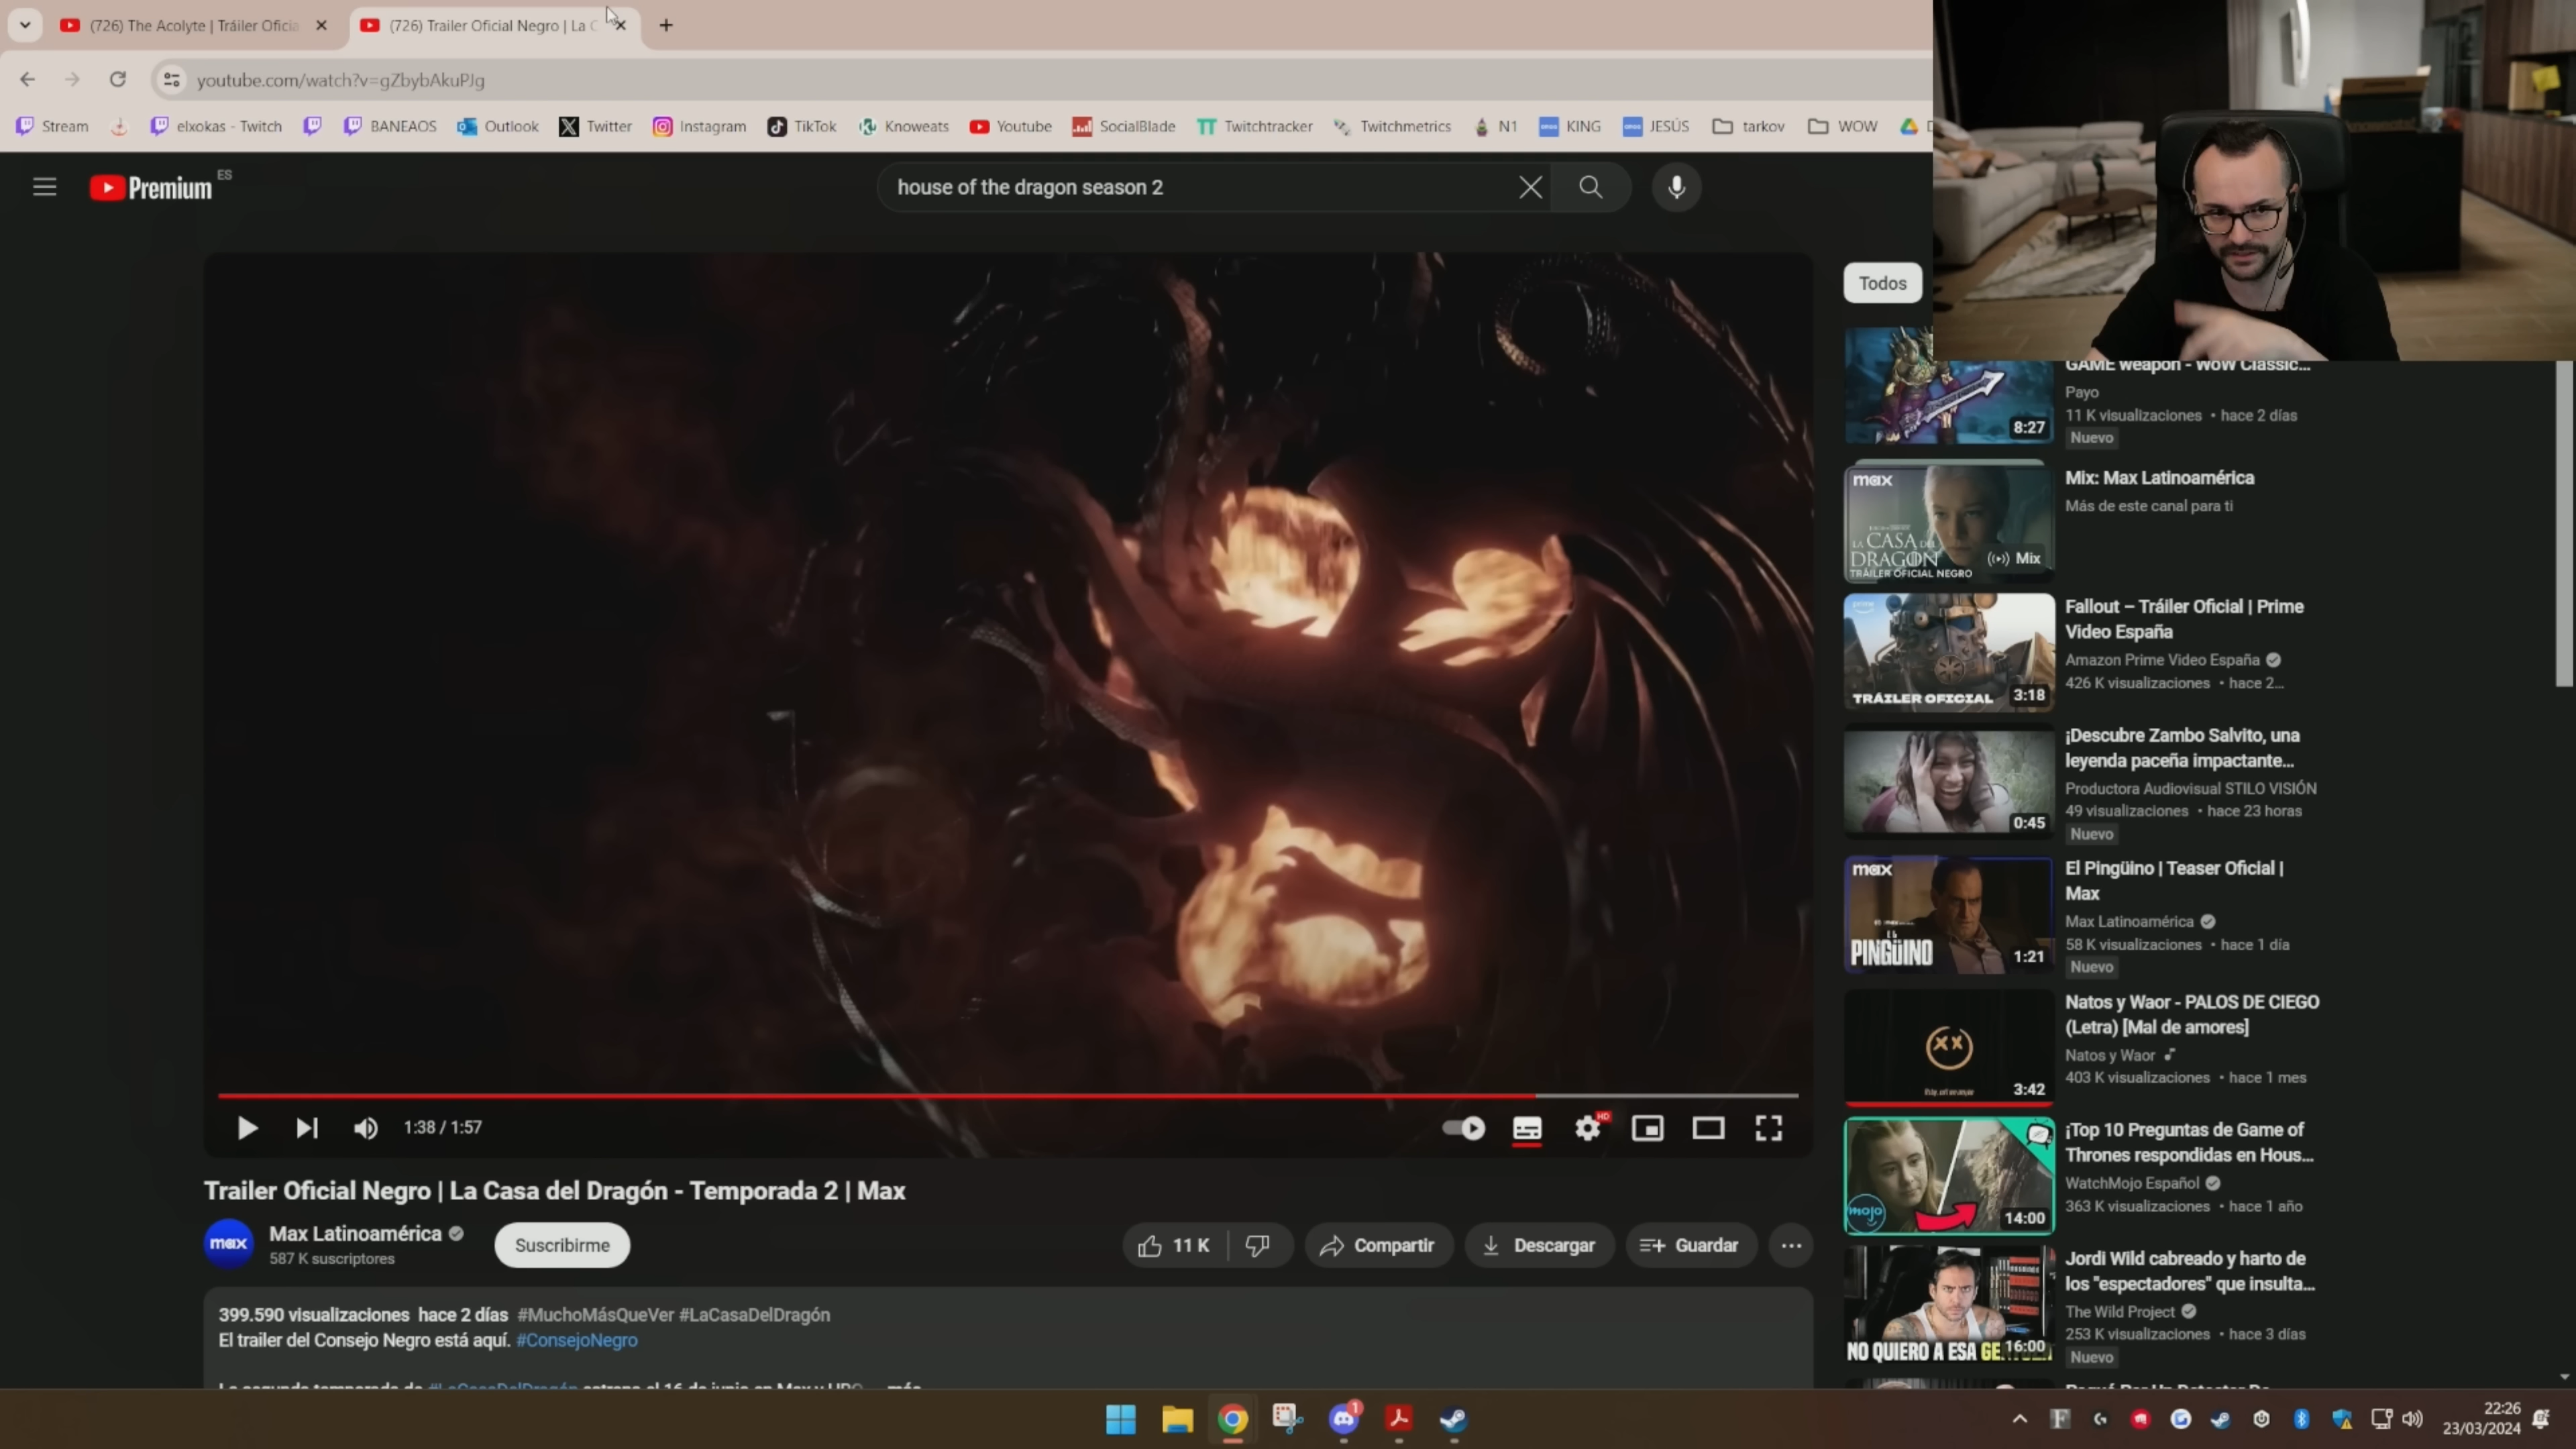 (726) The Acolyte | Tráiler Oficia
(726) Trailer Oficial Negro | La C
youtube.com/watch?v=gZbybAkuPJg
Stream
elxokas - Twitch
BANEAOS
Outlook
Twitter
Instagram
TikTok
Knoweats
Youtube
SocialBlade
Twitchtracker
Twitchmetrics
N1
KING
JESÚS
tarkov
WOW
Premium ES
house of the dragon season 2
1:38 / 1:57
HD
Trailer Oficial Negro | La Casa del Dragón - Temporada 2 | Max
max
Max Latinoamérica
587 K suscriptores
Suscribirme
11 K
Compartir
Descargar
Guardar
399.590 visualizaciones hace 2 días #MuchoMásQueVer #LaCasaDelDragón
El trailer del Consejo Negro está aquí. #ConsejoNegro
Todos
8:27
GAME weapon - WoW Classic...
Payo
11 K visualizaciones • hace 2 días
Nuevo
max
LA CASA DEL
DRAGÓN
TRÁILER OFICIAL NEGRO
Mix
Mix: Max Latinoamérica
Más de este canal para ti
prime
TRÁILER OFICIAL
3:18
Fallout – Tráiler Oficial | Prime
Video España
Amazon Prime Video España
426 K visualizaciones • hace 2...
0:45
¡Descubre Zambo Salvito, una
leyenda paceña impactante...
Productora Audiovisual STILO VISIÓN
49 visualizaciones • hace 23 horas
Nuevo
max
EL
PINGÜINO
1:21
El Pingüino | Teaser Oficial |
Max
Max Latinoamérica
58 K visualizaciones • hace 1 día
Nuevo
3:42
Natos y Waor - PALOS DE CIEGO
(Letra) [Mal de amores]
Natos y Waor
403 K visualizaciones • hace 1 mes
mojo
14:00
¡Top 10 Preguntas de Game of
Thrones respondidas en Hous...
WatchMojo Español
363 K visualizaciones • hace 1 año
NO QUIERO A ESA
16:00
Jordi Wild cabreado y harto de
los "espectadores" que insulta...
The Wild Project
253 K visualizaciones • hace 3 días
Nuevo
1
22:26
23/03/2024